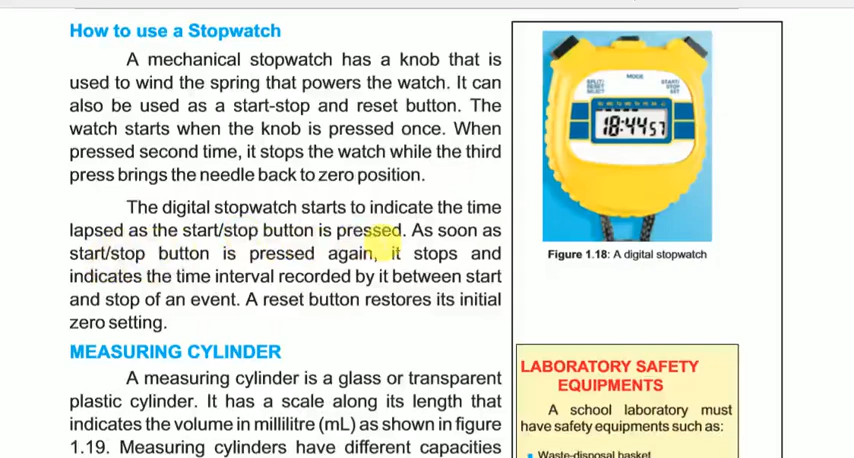 How to use a Stopwatch
A mechanical stopwatch has a knob that is
used to wind the spring that powers the watch. It can
also be used as a start-stop and reset button. The
watch starts when the knob is pressed once. When
pressed second time, it stops the watch while the third
press brings the needle back to zero position.
The digital stopwatch starts to indicate the time
lapsed as the start/stop button is pressed. As soon as
start/stop button is pressed again, it stops and
indicates the time interval recorded by it between start
and stop of an event. A reset button restores its initial
zero setting.
MEASURING CYLINDER
A measuring cylinder is a glass or transparent
plastic cylinder. It has a scale along its length that
indicates the volume in millilitre (mL) as shown in figure
1.19. Measuring cylinders have different capacities
MODE
SPLIT/
RESET
SELECT
START/
STOP
SET
18:4457
Figure 1.18: A digital stopwatch
LABORATORY SAFETY
EQUIPMENTS
A school laboratory must
have safety equipments such as:
Waste-disposal basket